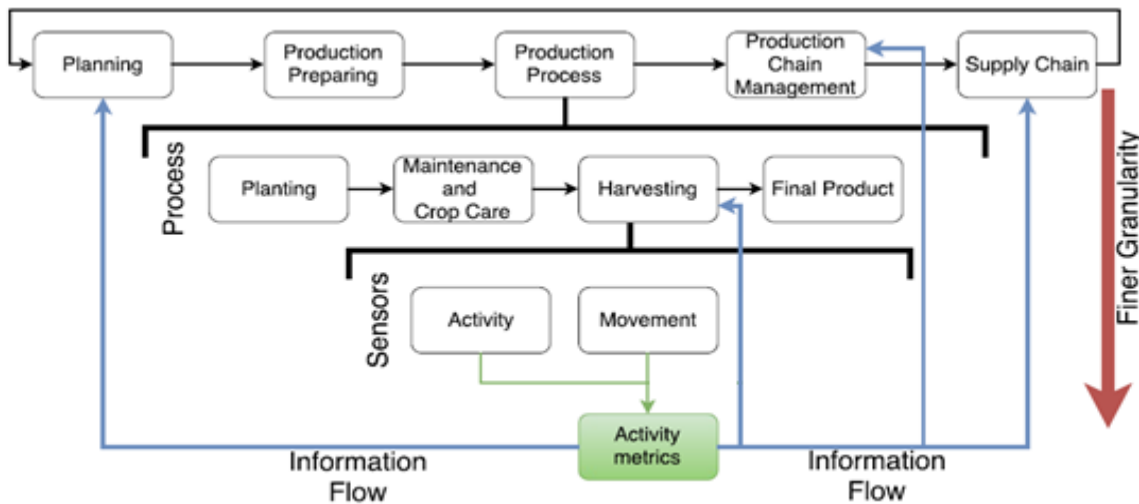 Planning
Production
Preparing
Production
Process
Production
Chain
Management
Supply Chain
Process
Planting
Maintenance
and
Crop Care
Harvesting
Final Product
Finer Granularity
Sensors
Activity
Movement
Activity
metrics
Information
Flow
Information
Flow